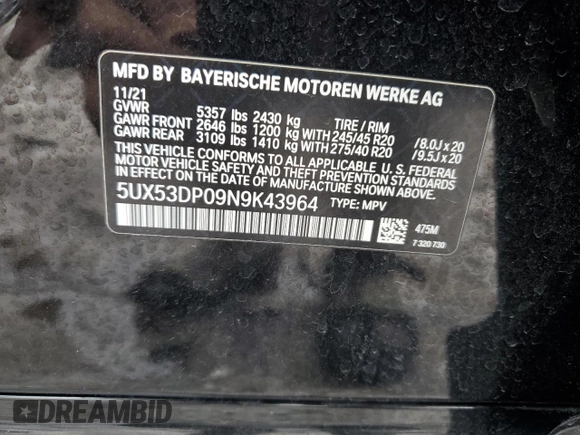 MFD BY BAYERISCHE MOTOREN WERKE AG
11/21
GVWR 5357 lbs 2430 kg TIRE / RIM
GAWR FRONT 2646 lbs 1200 kg WITH 245/45 R20 /8.0J x 20
GAWR REAR 3109 lbs 1410 kg WITH 275/40 R20 /9.5J x 20
THIS VEHICLE CONFORMS TO ALL APPLICABLE U. S. FEDERAL
MOTOR VEHICLE SAFETY AND THEFT PREVENTION STANDARDS
IN EFFECT ON THE DATE OF MANUFACTURE SHOWN ABOVE.
5UX53DP09N9K43964 TYPE: MPV
475M
7 320 730
DREAMBID